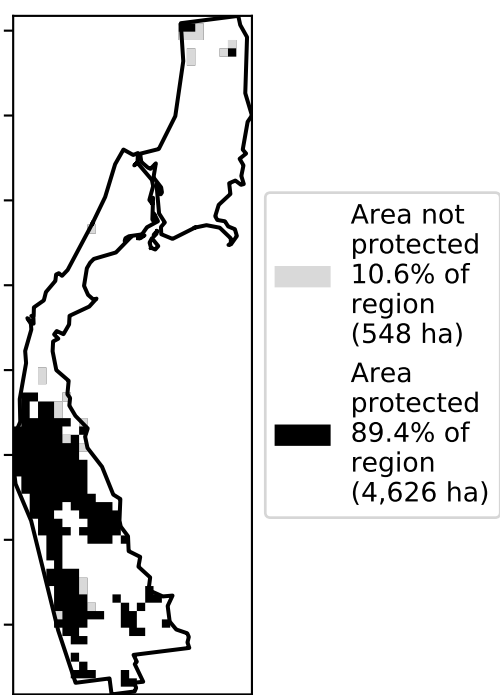 Area not
protected
10.6% of
region
(548 ha)
Area
protected
89.4% of
region
(4,626 ha)